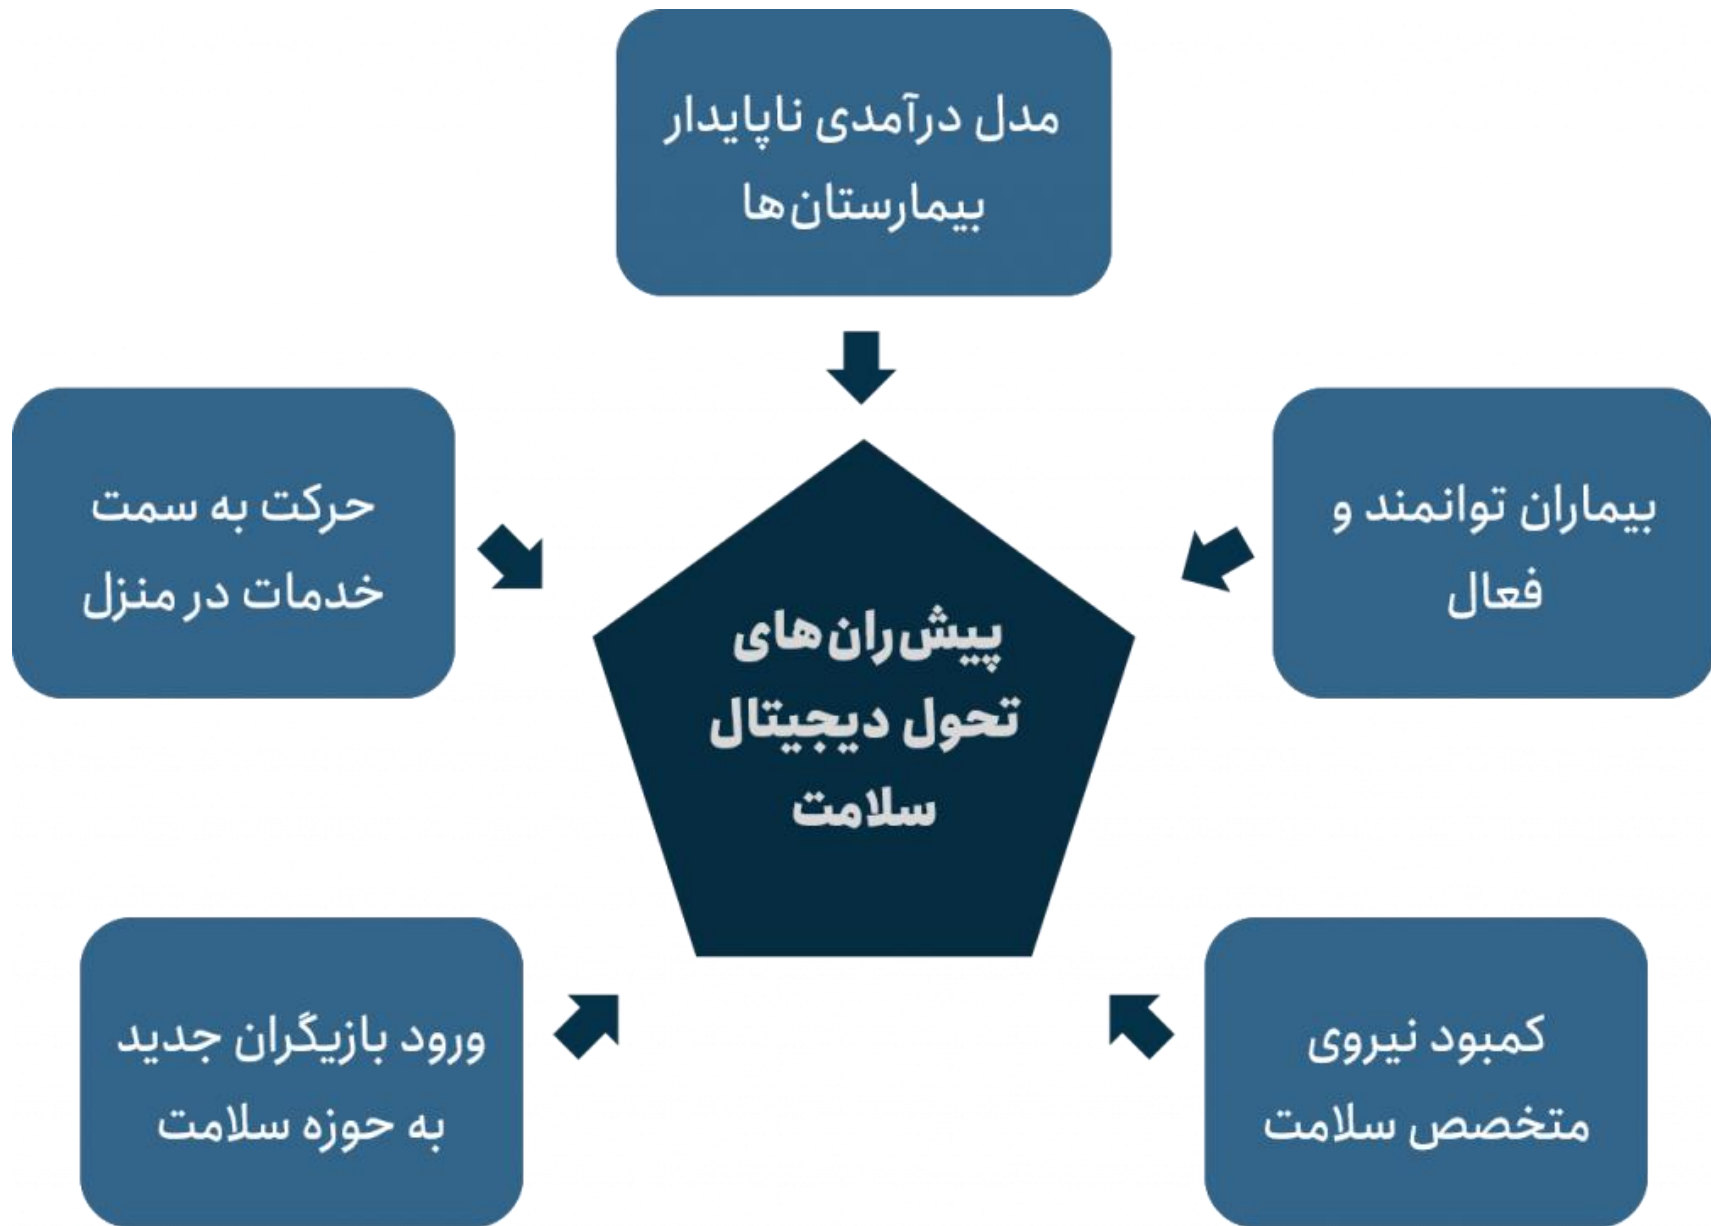 مدل درآمدی ناپایدار
بیمارستان‌ها
بیماران توانمند و
فعال
حرکت به سمت
خدمات در منزل
پیش‌ران‌های
تحول دیجیتال
سلامت
کمبود نیروی
متخصص سلامت
ورود بازیگران جدید
به حوزه سلامت